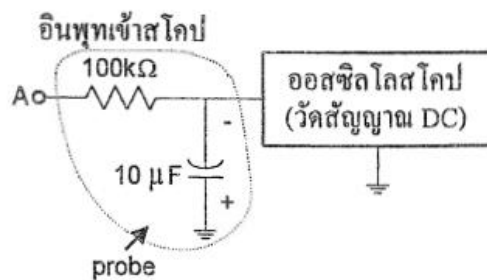 อินพุทเข้าสโคป
100kΩ
A
ออสซิลโลสโคป
(วัดสัญญาณ DC)
-
10 μF
+
probe